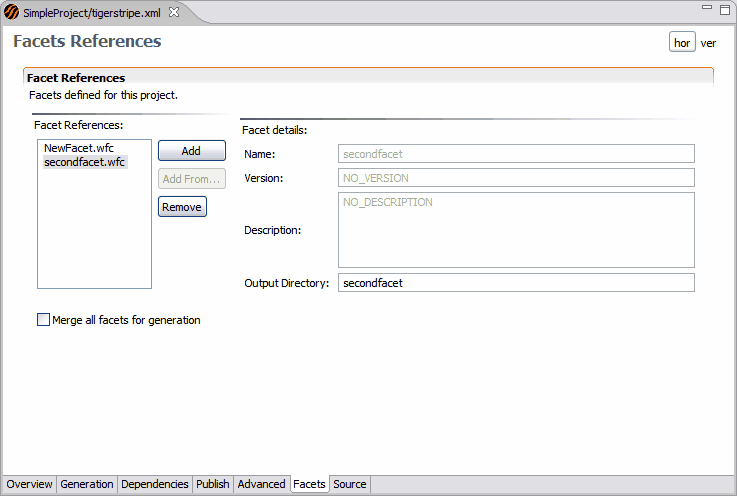 SimpleProject/tigerstripe.xml
Facets References
hor ver
Facet References
Facets defined for this project.
Facet References:
NewFacet.wfc
secondfacet.wfc
Add
Add From...
Remove
Facet details:
Name: secondfacet
Version: NO_VERSION
Description: NO_DESCRIPTION
Output Directory: secondfacet
Merge all facets for generation
Overview Generation Dependencies Publish Advanced Facets Source